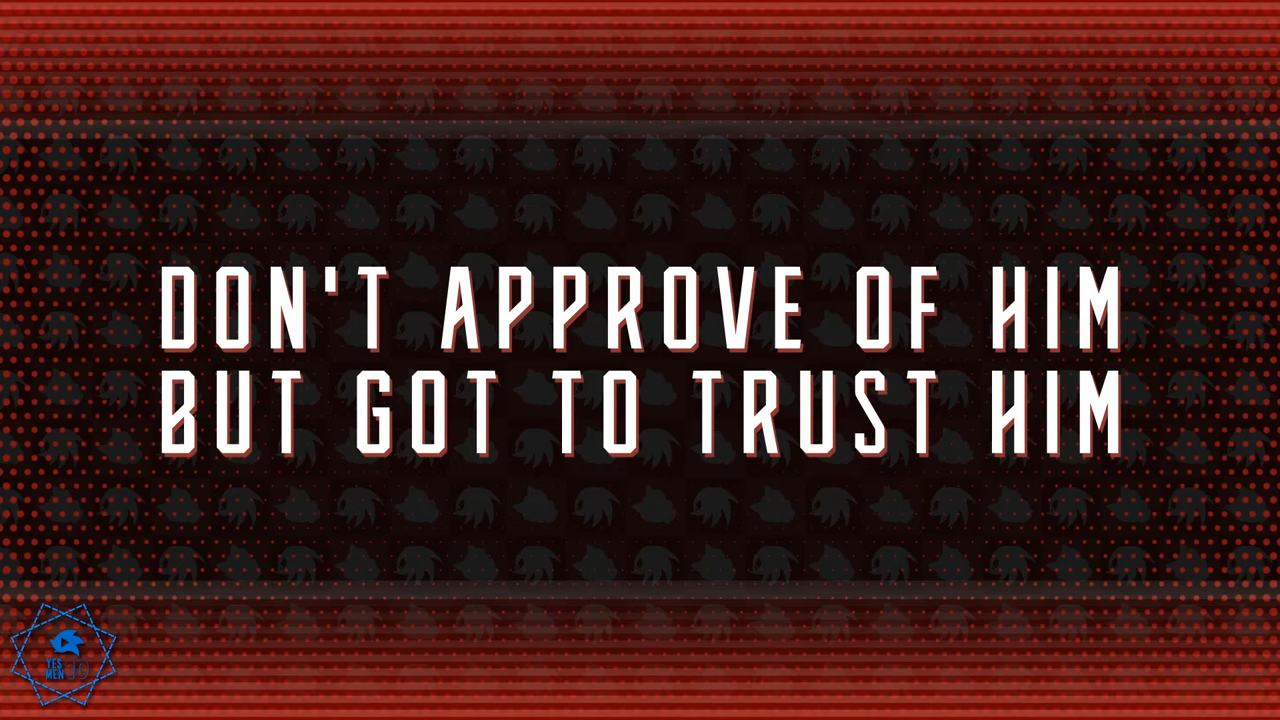 DON'T APPROVE OF HIM
BUT GOT TO TRUST HIM
YES
MEN